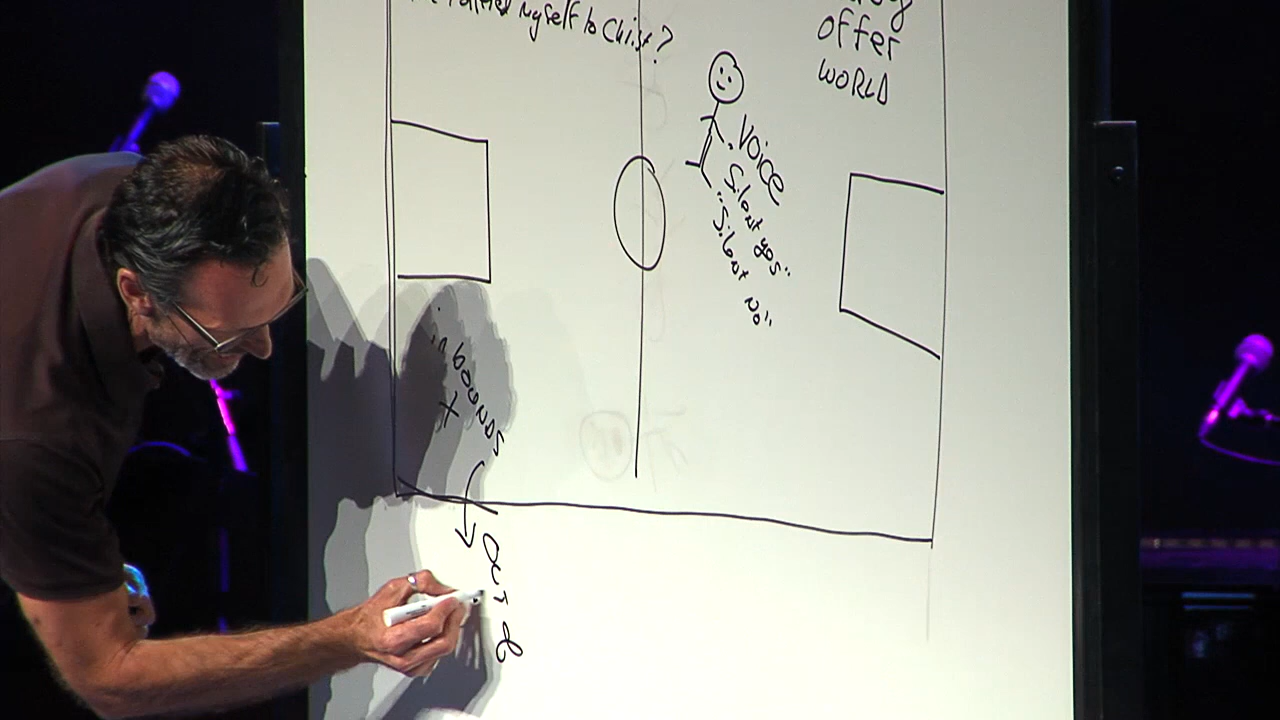 myself to Christ?
offer
WORLD
Voice
"Silent yes"
"Silent No"
in bounds
Out o